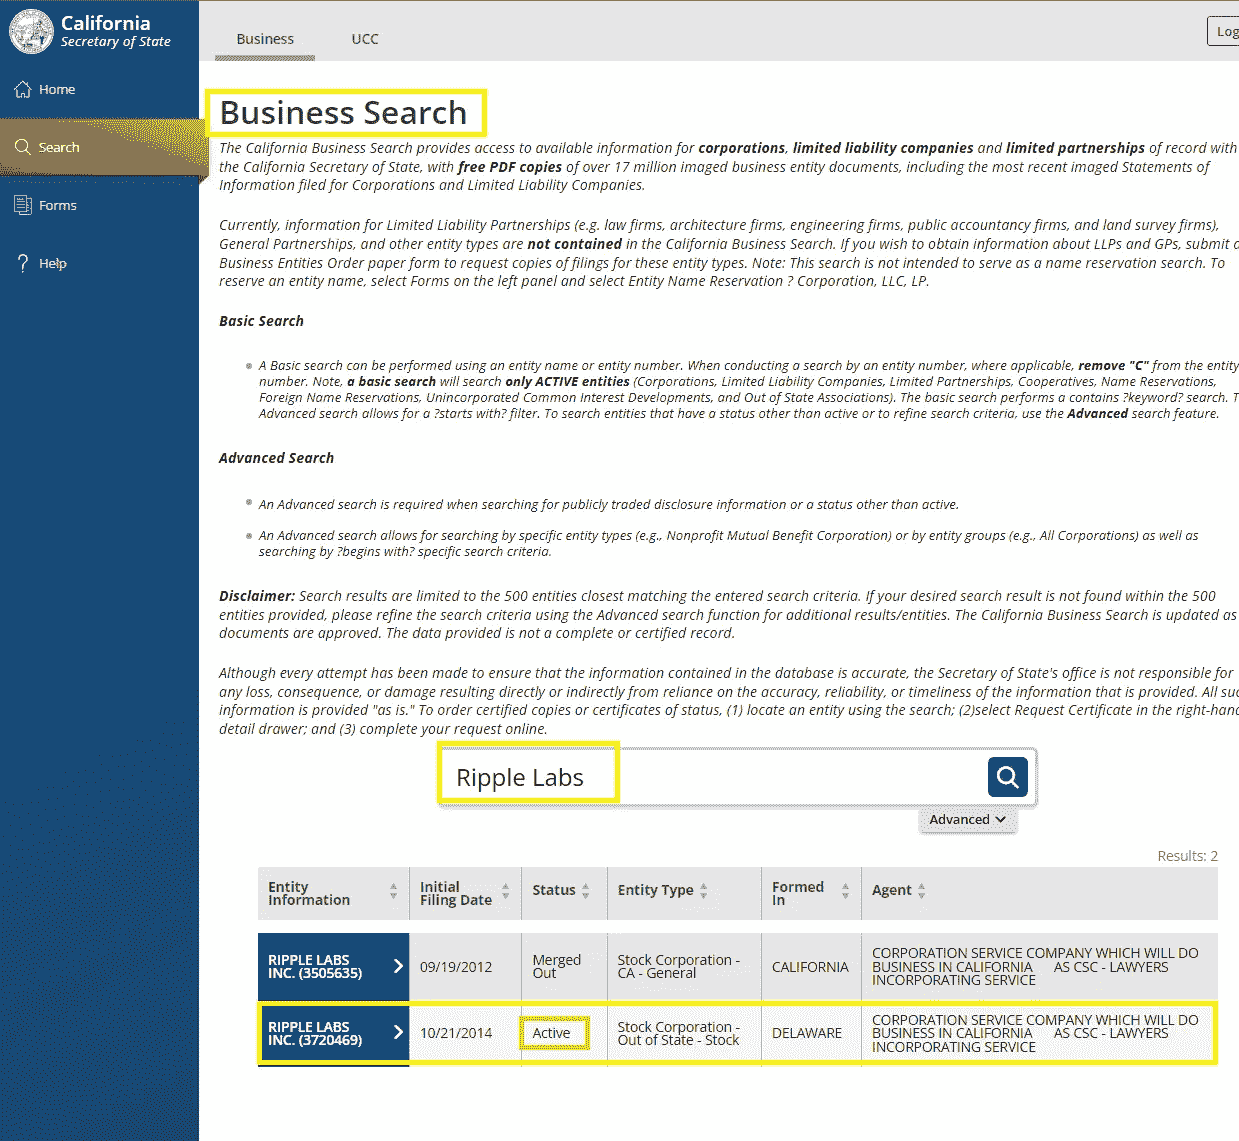 California
Secretary of State
Business
UCC
Log
Home
Search
Forms
Help
Business Search
The California Business Search provides access to available information for corporations, limited liability companies and limited partnerships of record with
the California Secretary of State, with free PDF copies of over 17 million imaged business entity documents, including the most recent imaged Statements of
Information filed for Corporations and Limited Liability Companies.
Currently, information for Limited Liability Partnerships (e.g. law firms, architecture firms, engineering firms, public accountancy firms, and land survey firms),
General Partnerships, and other entity types are not contained in the California Business Search. If you wish to obtain information about LLPs and GPs, submit a
Business Entities Order paper form to request copies of filings for these entity types. Note: This search is not intended to serve as a name reservation search. To
reserve an entity name, select Forms on the left panel and select Entity Name Reservation ? Corporation, LLC, LP.
Basic Search
A Basic search can be performed using an entity name or entity number. When conducting a search by an entity number, where applicable, remove "C" from the entity
number. Note, a basic search will search only ACTIVE entities (Corporations, Limited Liability Companies, Limited Partnerships, Cooperatives, Name Reservations,
Foreign Name Reservations, Unincorporated Common Interest Developments, and Out of State Associations). The basic search performs a contains ?keyword? search. T
Advanced search allows for a ?starts with? filter. To search entities that have a status other than active or to refine search criteria, use the Advanced search feature.
Advanced Search
An Advanced search is required when searching for publicly traded disclosure information or a status other than active.
An Advanced search allows for searching by specific entity types (e.g., Nonprofit Mutual Benefit Corporation) or by entity groups (e.g., All Corporations) as well as
searching by ?begins with? specific search criteria.
Disclaimer: Search results are limited to the 500 entities closest matching the entered search criteria. If your desired search result is not found within the 500
entities provided, please refine the search criteria using the Advanced search function for additional results/entities. The California Business Search is updated as
documents are approved. The data provided is not a complete or certified record.
Although every attempt has been made to ensure that the information contained in the database is accurate, the Secretary of State's office is not responsible for
any loss, consequence, or damage resulting directly or indirectly from reliance on the accuracy, reliability, or timeliness of the information that is provided. All suc
information is provided "as is." To order certified copies or certificates of status, (1) locate an entity using the search; (2)select Request Certificate in the right-hand
detail drawer; and (3) complete your request online.
Ripple Labs
Advanced
Results: 2
Entity Information Initial Filing Date Status Entity Type Formed In Agent
RIPPLE LABS INC. (3505635) 09/19/2012 Merged Out Stock Corporation - CA - General CALIFORNIA CORPORATION SERVICE COMPANY WHICH WILL DO BUSINESS IN CALIFORNIA AS CSC - LAWYERS INCORPORATING SERVICE
RIPPLE LABS INC. (3720469) 10/21/2014 Active Stock Corporation - Out of State - Stock DELAWARE CORPORATION SERVICE COMPANY WHICH WILL DO BUSINESS IN CALIFORNIA AS CSC - LAWYERS INCORPORATING SERVICE